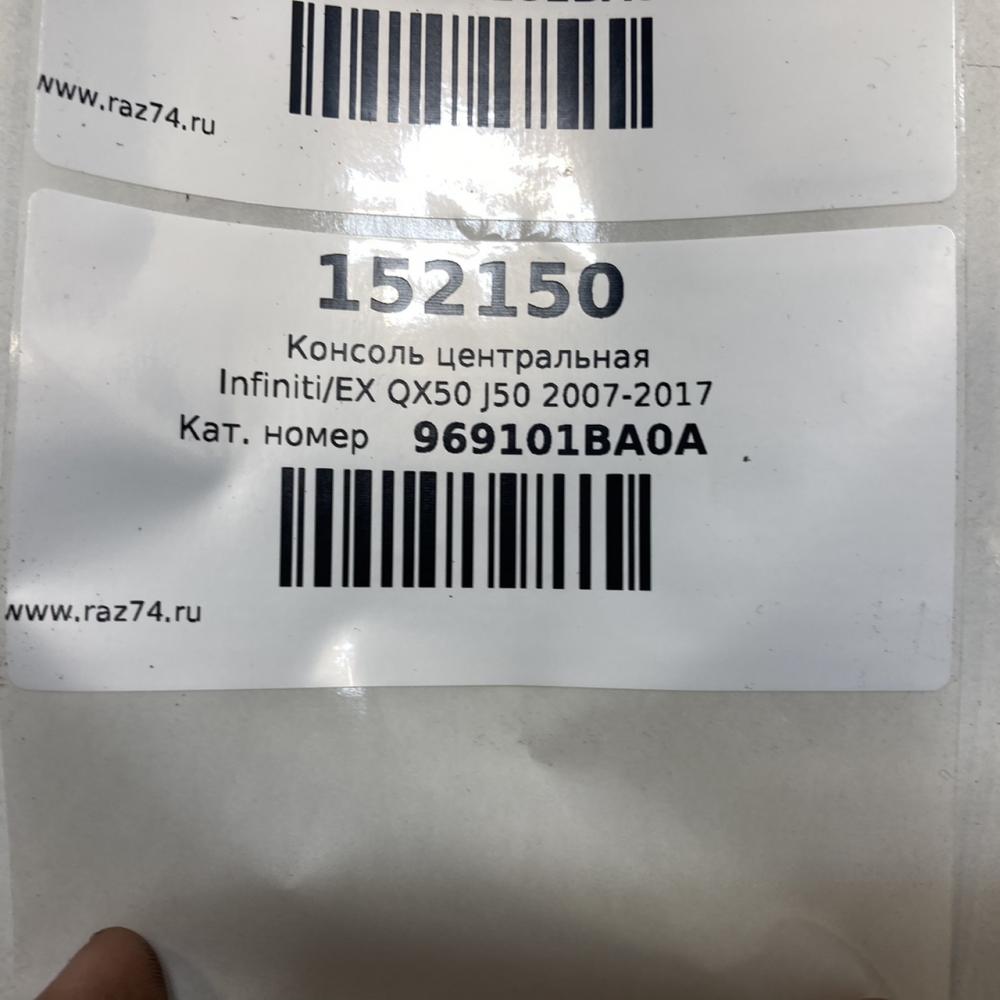 www.raz74.ru
152150
Консоль центральная
Infiniti/EX QX50 J50 2007-2017
Кат. номер 969101BA0A
www.raz74.ru